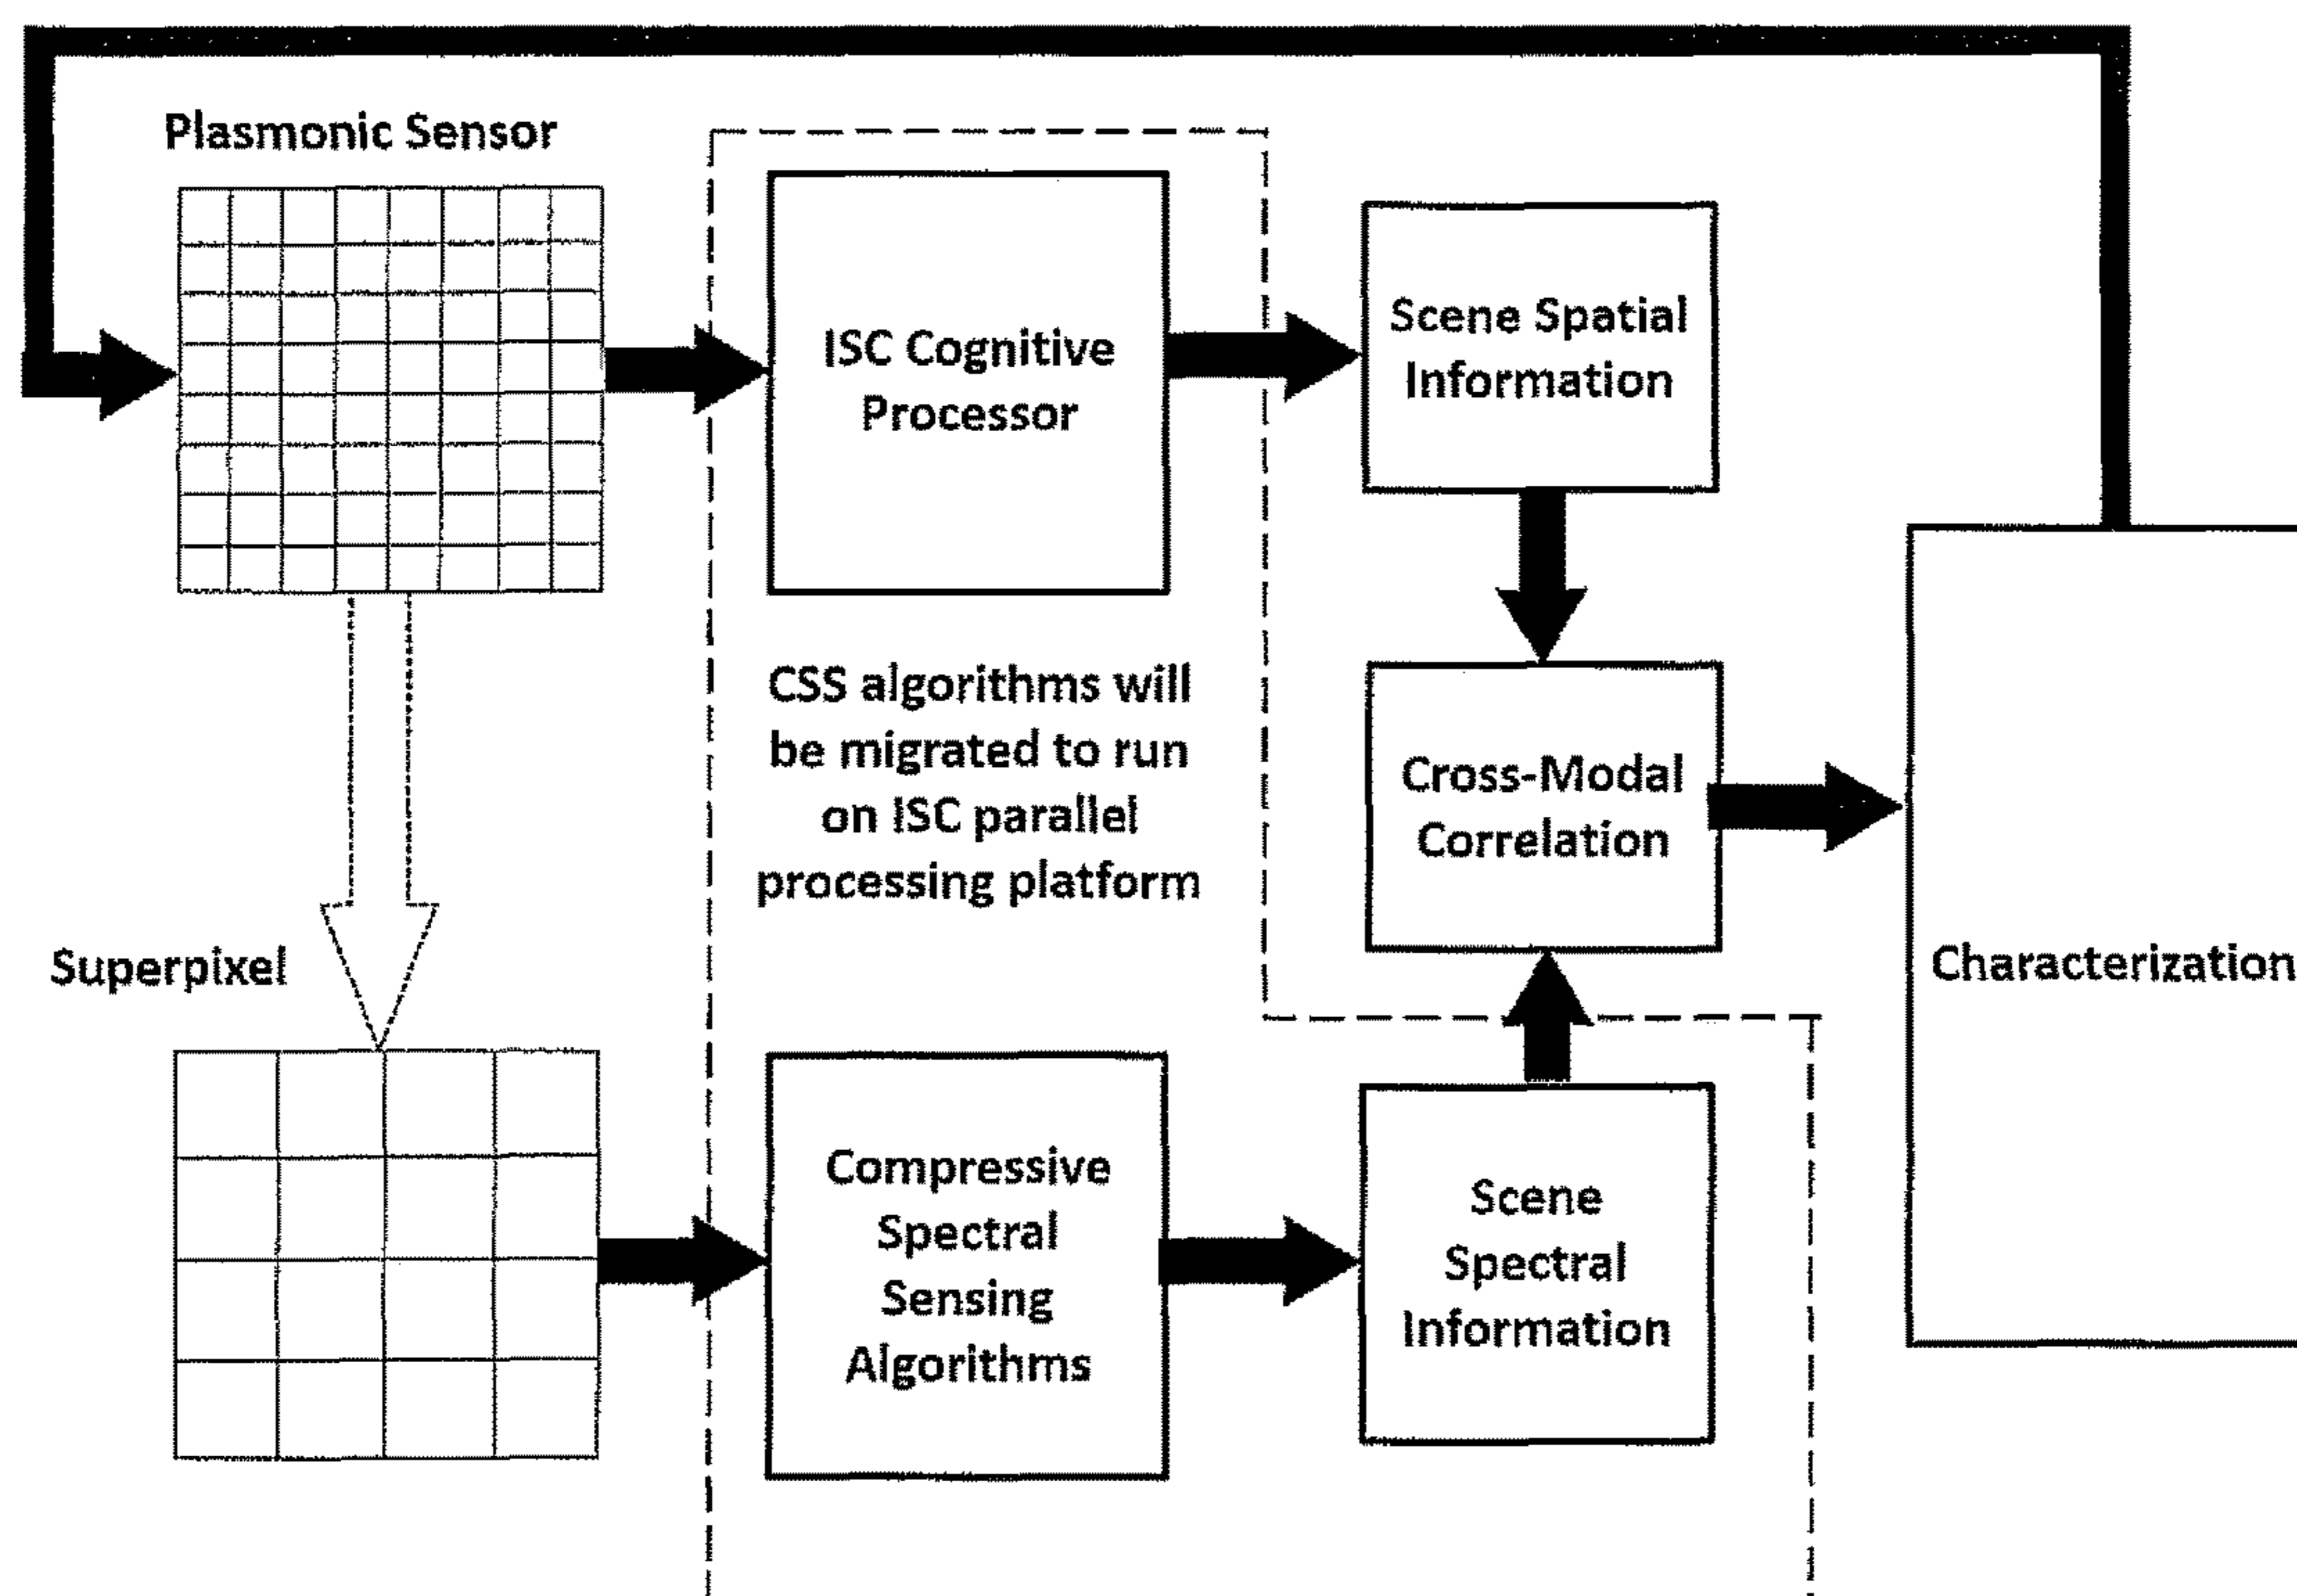 Plasmonic Sensor
ISC Cognitive
Processor
Scene Spatial
Information
CSS algorithms will
be migrated to run
on ISC parallel
processing platform
Cross-Modal
Correlation
Superpixel
Characterization
Compressive
Spectral
Sensing
Algorithms
Scene
Spectral
Information